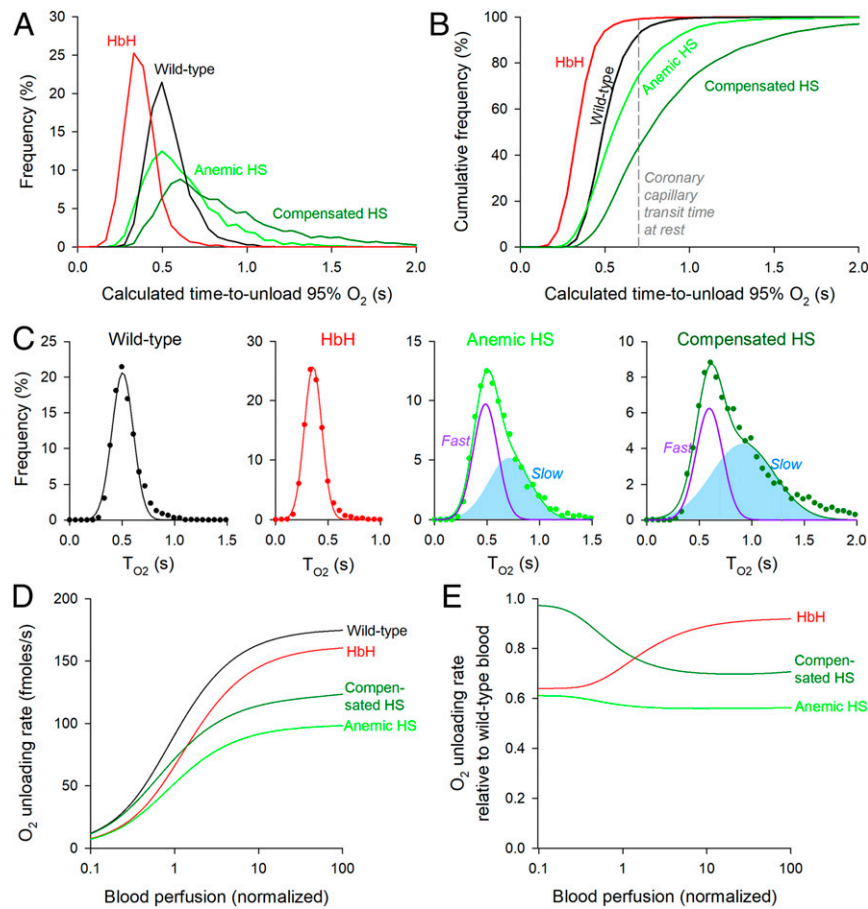 A
30
25
20
15
10
5
0
Frequency (%)
HbH
Wild-type
Anemic HS
Compensated HS
0.0 0.5 1.0 1.5 2.0
Calculated time-to-unload 95% O2 (s)
B
100
80
60
40
20
0
Cumulative frequency (%)
HbH
Wild-type
Anemic HS
Compensated HS
Coronary
capillary
transit time
at rest
0.0 0.5 1.0 1.5 2.0
Calculated time-to-unload 95% O2 (s)
C
Wild-type
25
20
15
10
5
0
Frequency (%)
0.0 0.5 1.0 1.5
TO2 (s)
HbH
30
20
10
0
0.0 0.5 1.0
TO2 (s)
Anemic HS
15
10
5
0
Fast
Slow
0.0 0.5 1.0 1.5
TO2 (s)
Compensated HS
10
8
6
4
2
0
Fast
Slow
0.0 0.5 1.0 1.5 2.0
TO2 (s)
D
200
150
100
50
0
O2 unloading rate (fmoles/s)
Wild-type
HbH
Compen-
sated HS
Anemic HS
0.1 1 10 100
Blood perfusion (normalized)
E
1.0
0.8
0.6
0.4
0.2
0.0
O2 unloading rate
relative to wild-type blood
HbH
Compen-
sated HS
Anemic HS
0.1 1 10 100
Blood perfusion (normalized)